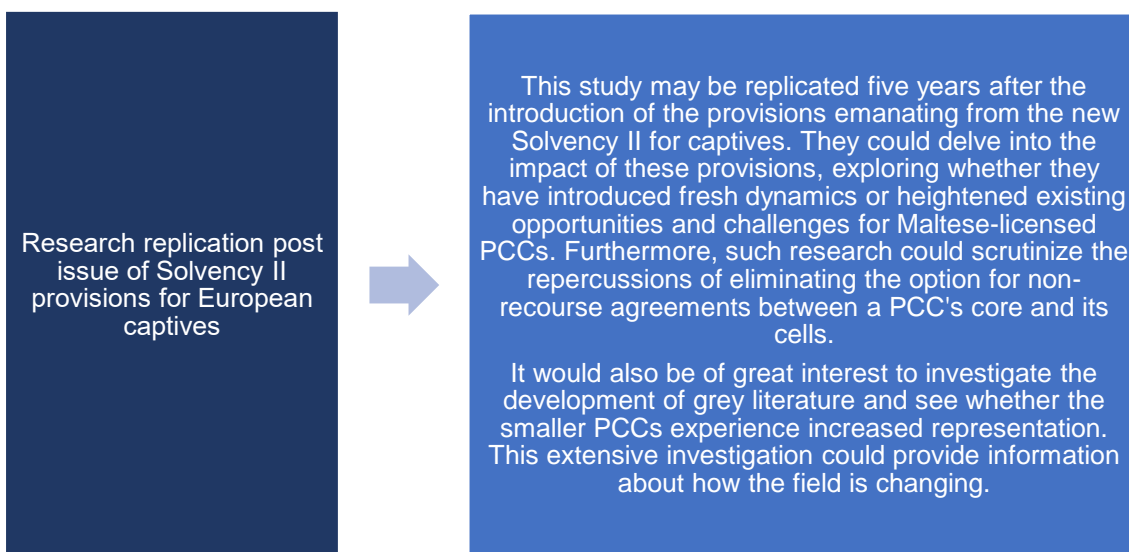 Research replication post
issue of Solvency II
provisions for European
captives
This study may be replicated five years after the
introduction of the provisions emanating from the new
Solvency II for captives. They could delve into the
impact of these provisions, exploring whether they
have introduced fresh dynamics or heightened existing
opportunities and challenges for Maltese-licensed
PCCs. Furthermore, such research could scrutinize the
repercussions of eliminating the option for non-
recourse agreements between a PCC's core and its
cells.
It would also be of great interest to investigate the
development of grey literature and see whether the
smaller PCCs experience increased representation.
This extensive investigation could provide information
about how the field is changing.